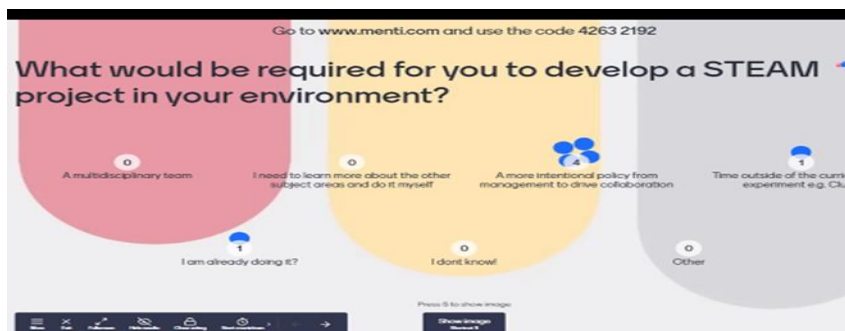 Go to www.menti.com and use the code 4263 2192
What would be required for you to develop a STEAM
project in your environment?
0
A multidisciplinary team
0
I need to learn more about the other
subject areas and do it myself
4
A more intentional policy from
management to drive collaboration
1
Time outside of the
experiment e.g.
1
I am already doing it?
0
I dont know!
0
Other
Press S to show image
Show image